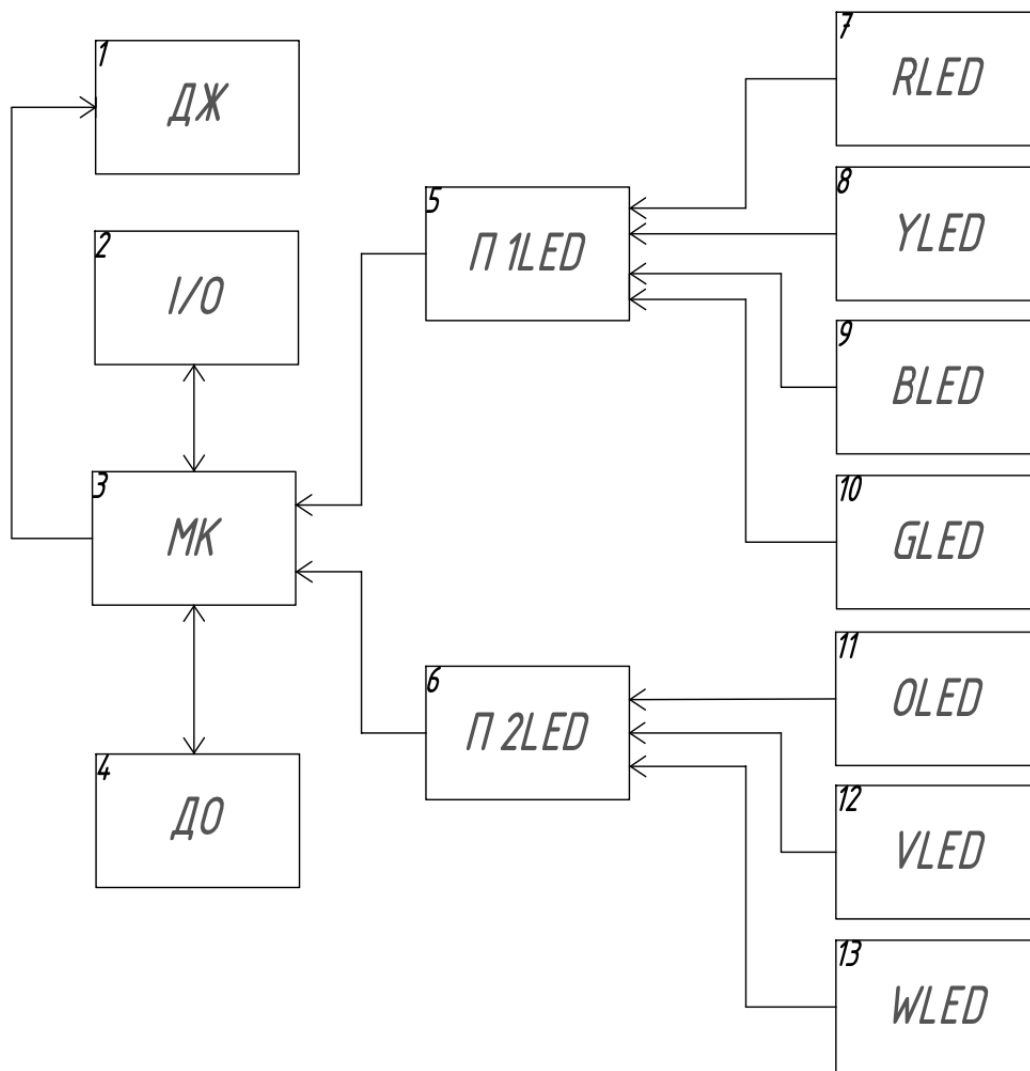 1
ДЖ
2
I/O
3
МК
4
ДО
5
П 1LED
6
П 2LED
7
RLED
8
YLED
9
BLED
10
GLED
11
OLED
12
VLED
13
WLED